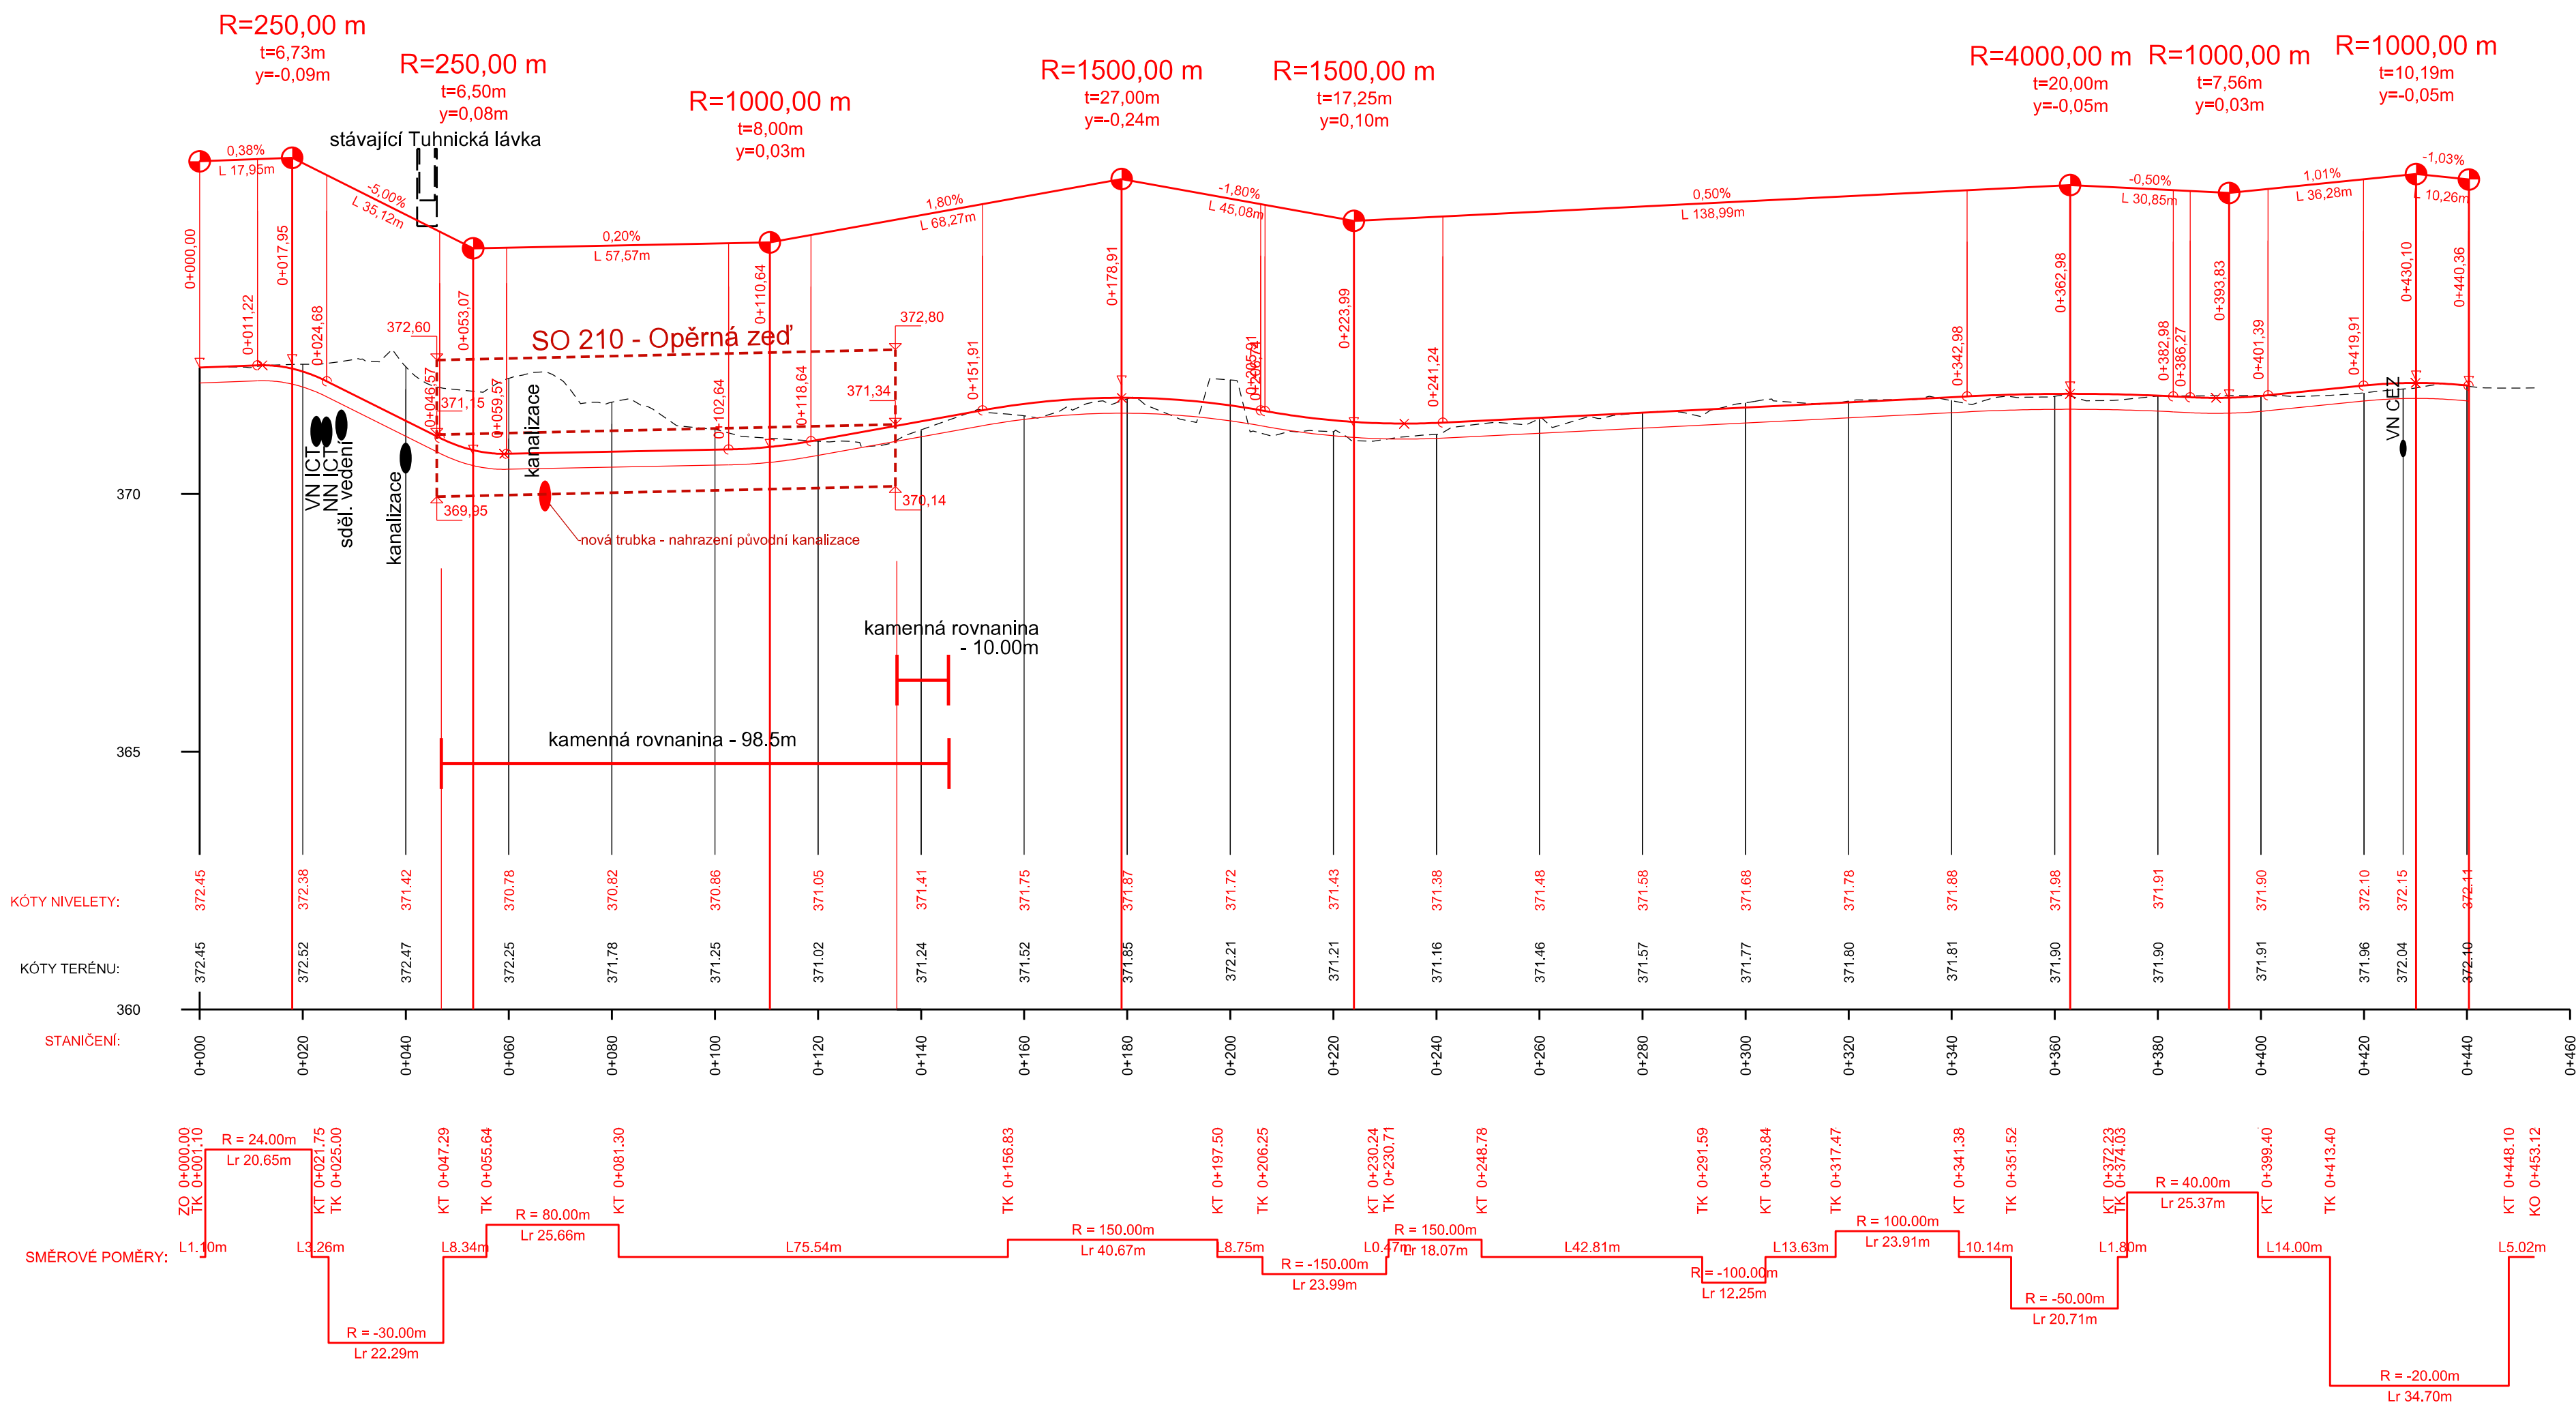 R=250,00 m
t=6,73m
y=-0,09m
R=250,00 m
t=6,50m
y=0,08m
R=1000,00 m
t=8,00m
y=0,03m
R=1500,00 m
t=27,00m
y=-0,24m
R=1500,00 m
t=17,25m
y=0,10m
R=4000,00 m
t=20,00m
y=-0,05m
R=1000,00 m
t=7,56m
y=0,03m
R=1000,00 m
t=10,19m
y=-0,05m
stávající Tuhnická lávka
0,38%
L 17,95m
-5,00%
L 35,12m
0,20%
L 57,57m
1,80%
L 68,27m
-1,80%
L 45,08m
0,50%
L 138,99m
-0,50%
L 30,85m
1,01%
L 36,28m
-1,03%
L 10,26m
0+000,00
0+011,22
0+017,95
0+024,68
0+046,57
0+053,07
0+059,57
0+102,64
0+110,64
0+118,64
0+151,91
0+178,91
0+205,91
0+223,99
0+241,24
0+342,98
0+362,98
0+382,98
0+386,27
0+393,83
0+401,39
0+419,91
0+430,10
0+440,36
SO 210 - Opěrná zeď
372,60
372,80
371,15
371,34
369,95
370,14
VN ICT
NN ICT
sděl. vedení
kanalizace
kanalizace
VN ČEZ
nová trubka - nahrazení původní kanalizace
kamenná rovnanina
- 10.00m
kamenná rovnanina - 98.5m
370
365
360
KÓTY NIVELETY:
372.45
372.38
371.42
370.78
370.82
370.86
371.05
371.41
371.75
371.87
371.72
371.43
371.38
371.48
371.58
371.68
371.78
371.88
371.98
371.91
371.90
372.10
372.15
372.11
KÓTY TERÉNU:
372.45
372.52
372.47
372.25
371.78
371.25
371.02
371.24
371.52
371.85
372.21
371.21
371.16
371.46
371.57
371.77
371.80
371.81
371.90
371.90
371.91
371.96
372.04
372.10
STANIČENÍ:
0+000
0+020
0+040
0+060
0+080
0+100
0+120
0+140
0+160
0+180
0+200
0+220
0+240
0+260
0+280
0+300
0+320
0+340
0+360
0+380
0+400
0+420
0+440
0+460
ZO 0+000.00
TK 0+001.10
KT 0+021.75
TK 0+025.00
KT 0+047.29
TK 0+055.64
KT 0+081.30
TK 0+156.83
KT 0+197.50
TK 0+206.25
KT 0+230.24
TK 0+230.71
KT 0+248.78
TK 0+291.59
KT 0+303.84
TK 0+317.47
KT 0+341.38
TK 0+351.52
KT 0+372.23
TK 0+374.03
KT 0+399.40
TK 0+413.40
KT 0+448.10
KO 0+453.12
SMĚROVÉ POMĚRY:
L1.10m
R = 24.00m
Lr 20.65m
L3.26m
R = -30.00m
Lr 22.29m
L8.34m
R = 80.00m
Lr 25.66m
L75.54m
R = 150.00m
Lr 40.67m
L8.75m
R = -150.00m
Lr 23.99m
L0.47m
R = 150.00m
Lr 18.07m
L42.81m
R = -100.00m
Lr 12.25m
L13.63m
R = 100.00m
Lr 23.91m
L10.14m
R = -50.00m
Lr 20.71m
L1.80m
R = 40.00m
Lr 25.37m
L14.00m
R = -20.00m
Lr 34.70m
L5.02m